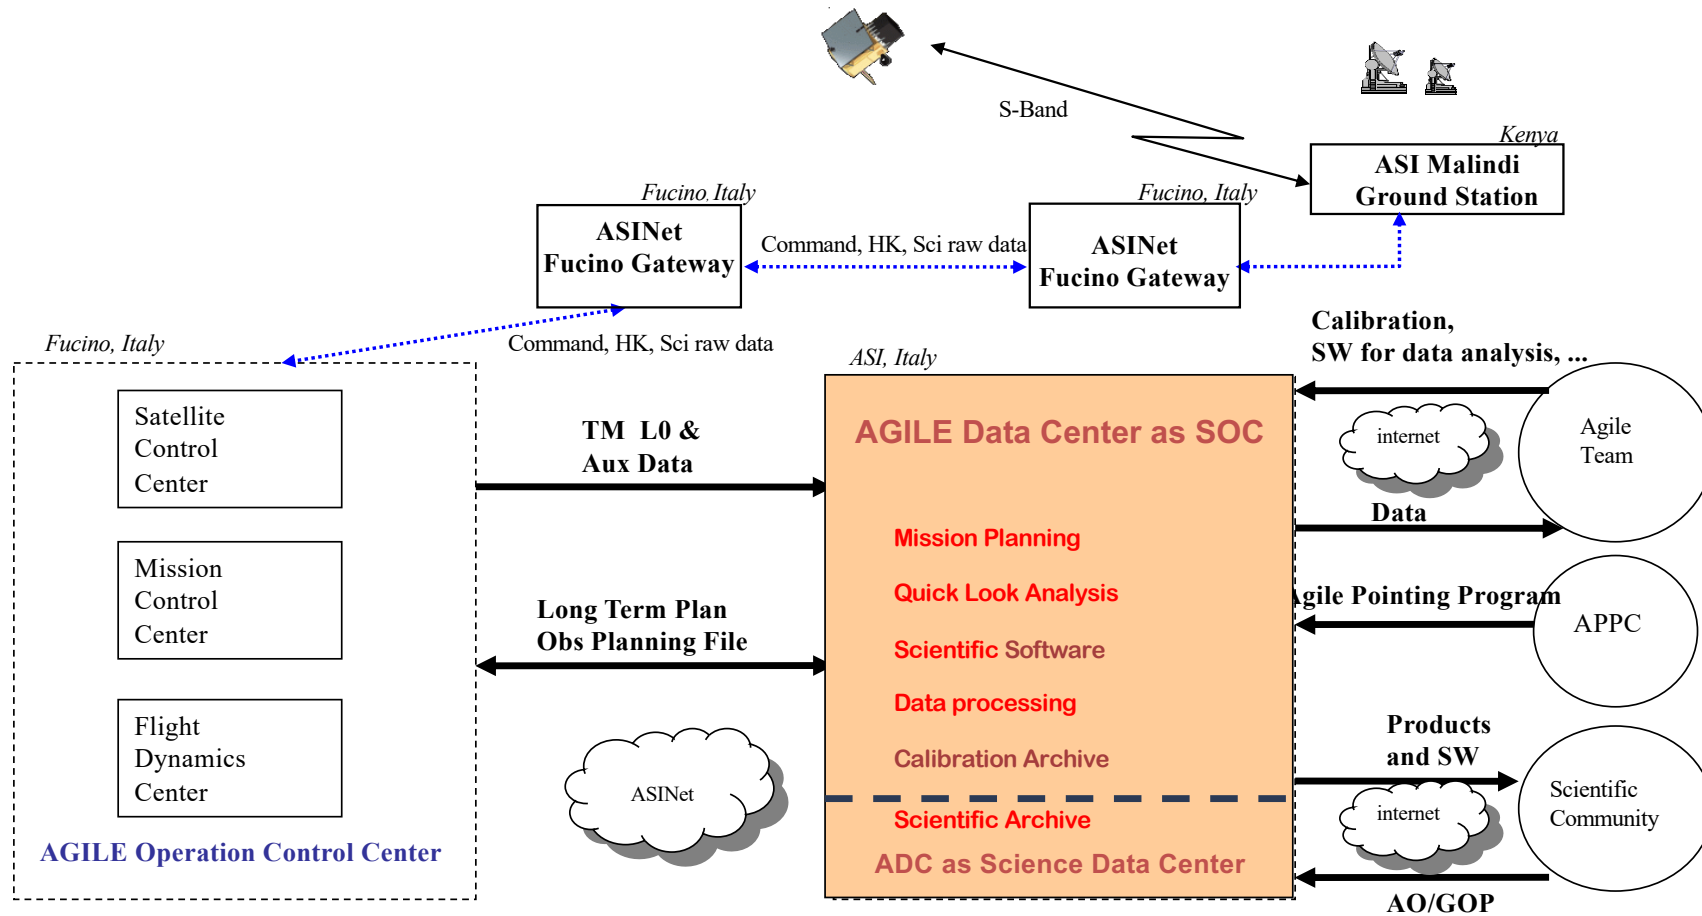 S-Band
Kenya
ASI Malindi
Ground Station
Fucino, Italy
ASINet
Fucino Gateway
Command, HK, Sci raw data
Fucino, Italy
ASINet
Fucino Gateway
Command, HK, Sci raw data
Fucino, Italy
Satellite
Control
Center
Mission
Control
Center
Flight
Dynamics
Center
AGILE Operation Control Center
TM L0 &
Aux Data
Long Term Plan
Obs Planning File
ASINet
ASI, Italy
AGILE Data Center as SOC
Mission Planning
Quick Look Analysis
Scientific Software
Data processing
Calibration Archive
Scientific Archive
ADC as Science Data Center
Calibration,
SW for data analysis, ...
internet
Agile
Team
Data
Agile Pointing Program
APPC
Products
and SW
internet
Scientific
Community
AO/GOP